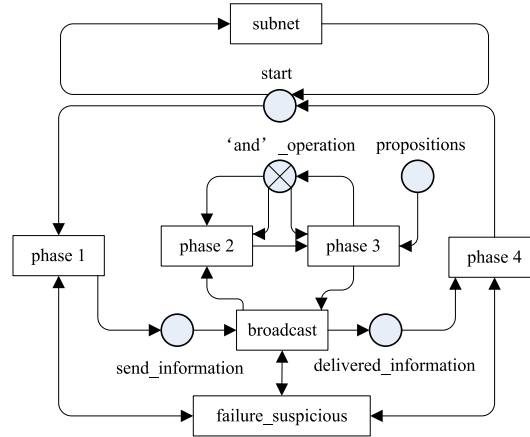 subnet
start
‘and’_operation
propositions
phase 2
phase 3
phase 1
phase 4
broadcast
send_information
delivered_information
failure_suspicious